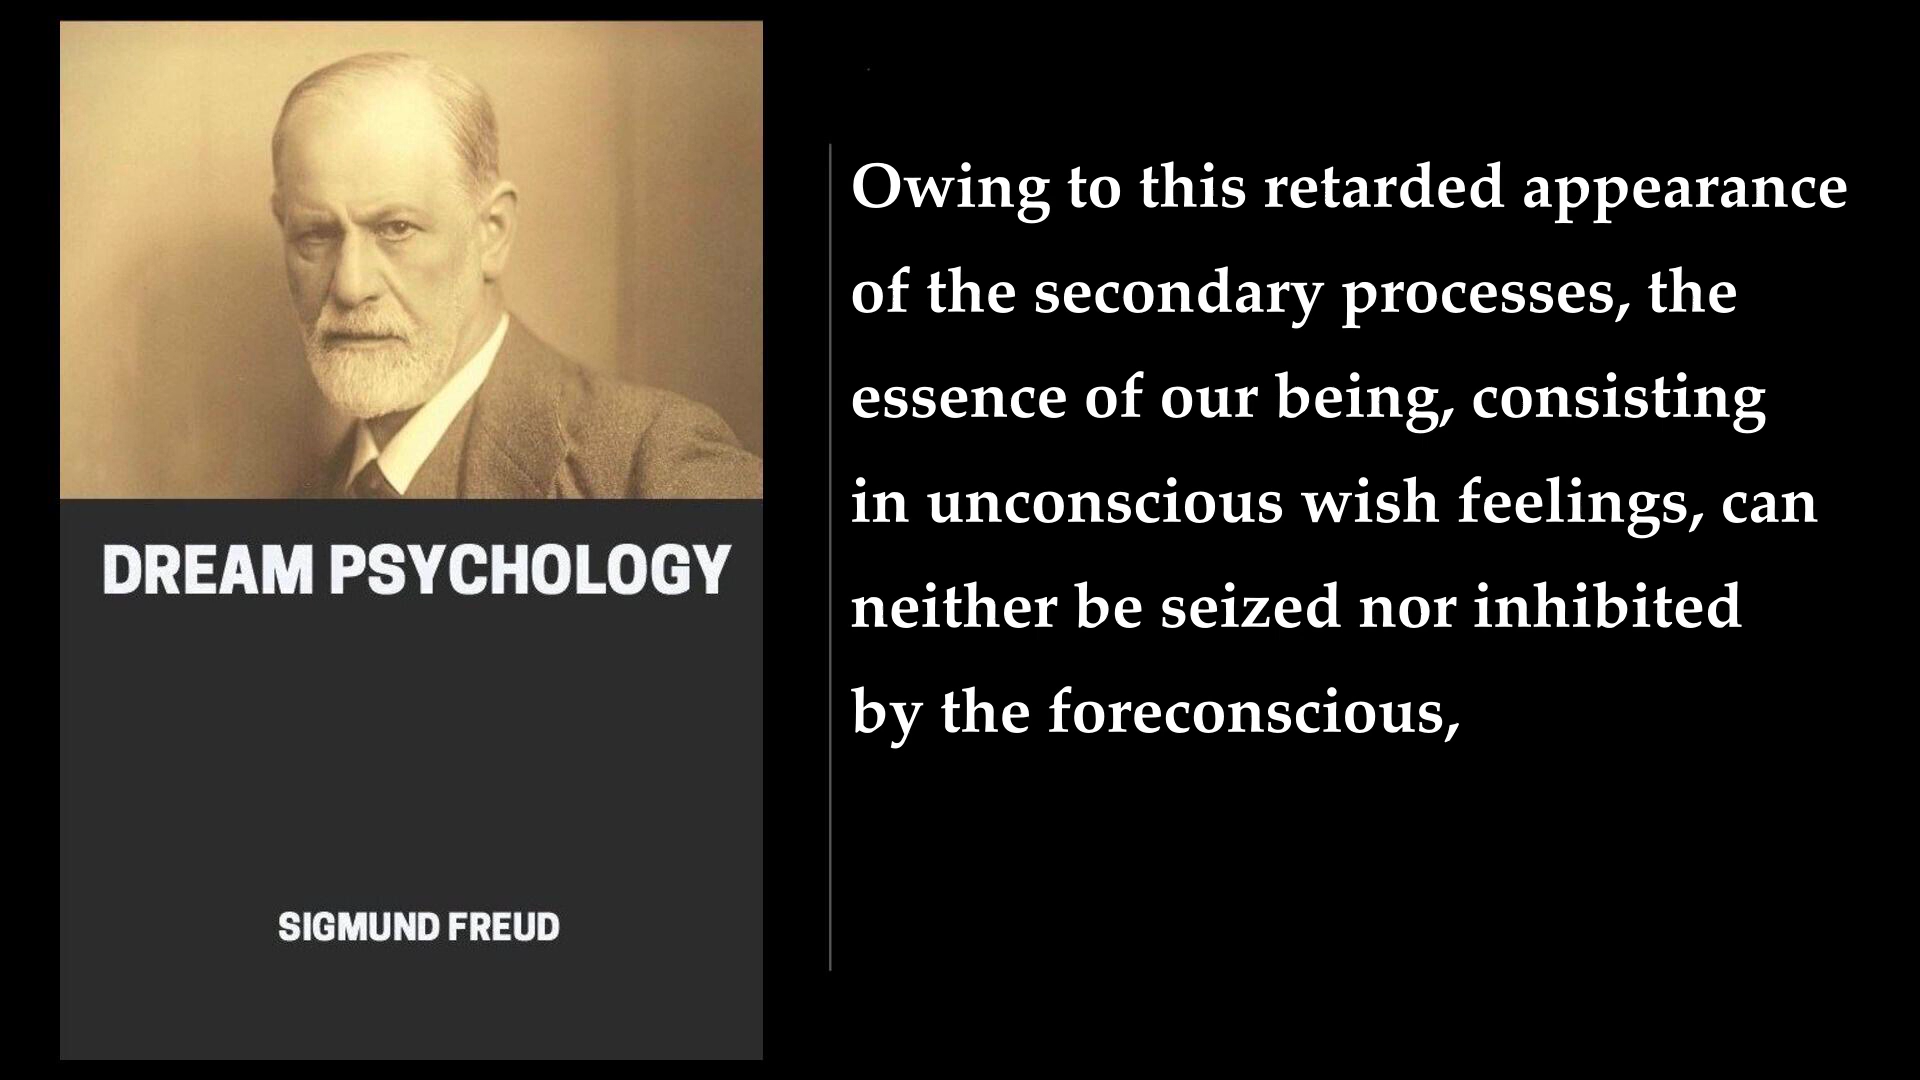 DREAM PSYCHOLOGY
SIGMUND FREUD
Owing to this retarded appearance
of the secondary processes, the
essence of our being, consisting
in unconscious wish feelings, can
neither be seized nor inhibited
by the foreconscious,